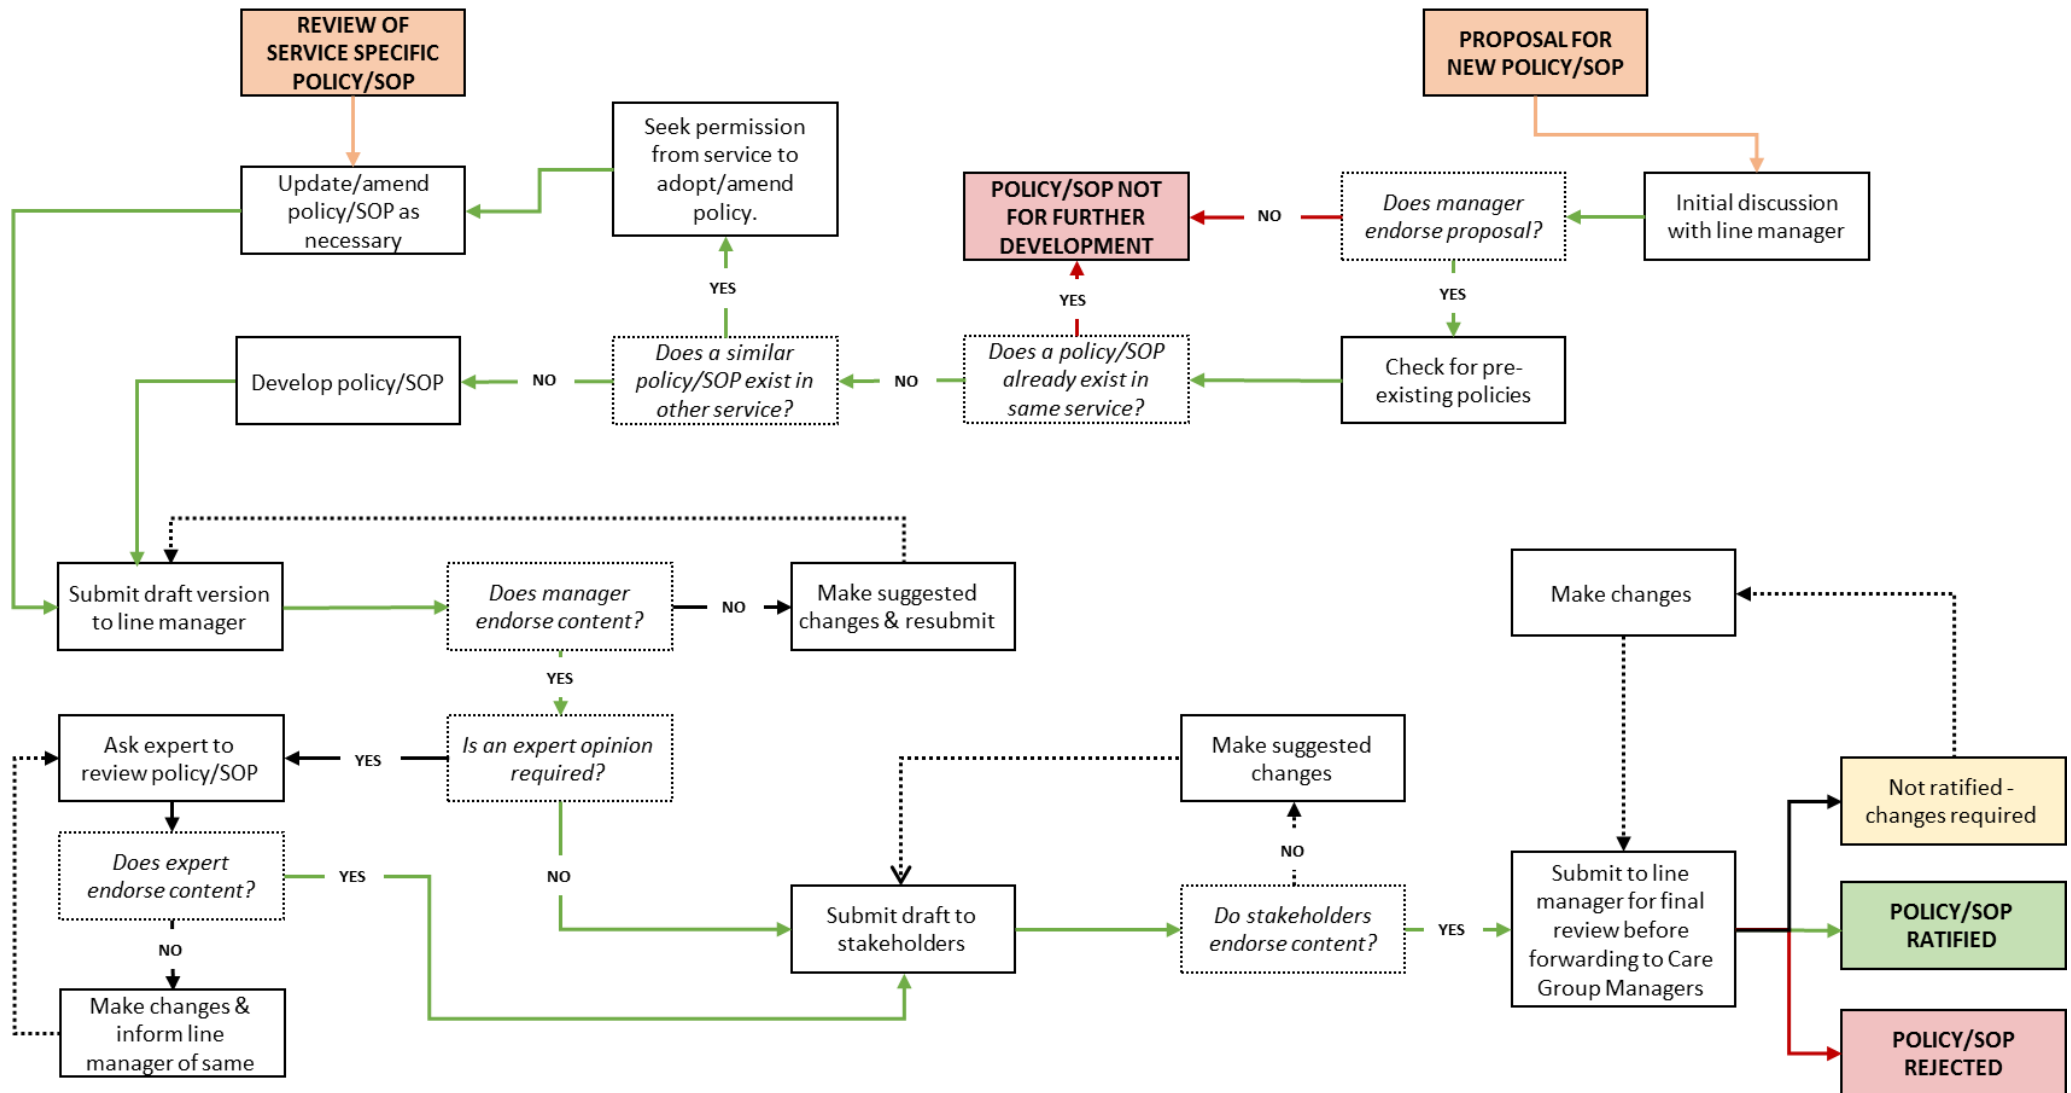 REVIEW OF
SERVICE SPECIFIC
POLICY/SOP
PROPOSAL FOR
NEW POLICY/SOP
Seek permission
from service to
adopt/amend
policy.
Update/amend
policy/SOP as
necessary
POLICY/SOP NOT
FOR FURTHER
DEVELOPMENT
NO
Does manager
endorse proposal?
Initial discussion
with line manager
YES
YES
YES
Develop policy/SOP
NO
Does a similar
policy/SOP exist in
other service?
NO
Does a policy/SOP
already exist in
same service?
Check for pre-
existing policies
Submit draft version
to line manager
Does manager
endorse content?
NO
Make suggested
changes & resubmit
Make changes
YES
Ask expert to
review policy/SOP
YES
Is an expert opinion
required?
Make suggested
changes
Not ratified -
changes required
Does expert
endorse content?
YES
NO
NO
Submit draft to
stakeholders
Do stakeholders
endorse content?
YES
Submit to line
manager for final
review before
forwarding to Care
Group Managers
POLICY/SOP
RATIFIED
NO
Make changes &
inform line
manager of same
POLICY/SOP
REJECTED